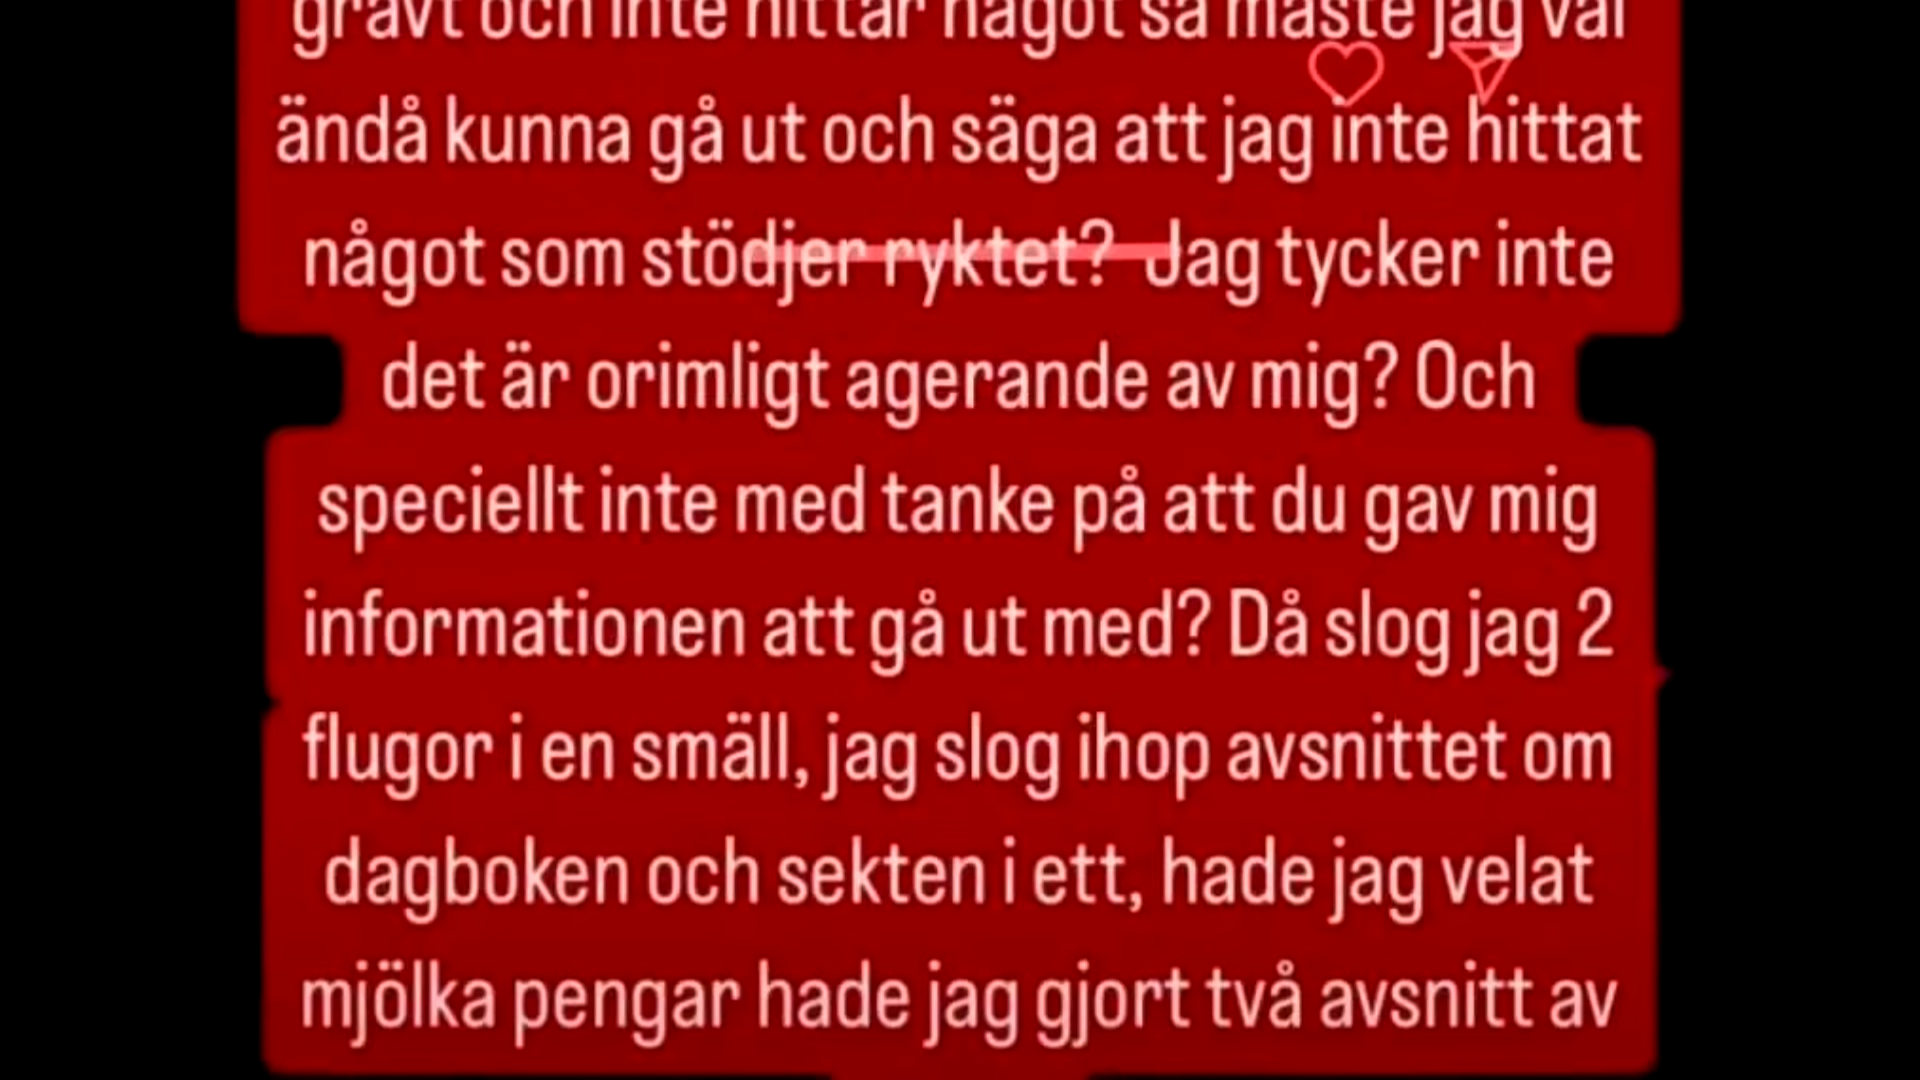 grävt och inte hittar något så måste jag väl
ändå kunna gå ut och säga att jag inte hittat
något som stödjer ryktet? Jag tycker inte
det är orimligt agerande av mig? Och
speciellt inte med tanke på att du gav mig
informationen att gå ut med? Då slog jag 2
flugor i en smäll, jag slog ihop avsnittet om
dagboken och sekten i ett, hade jag velat
mjölka pengar hade jag gjort två avsnitt av